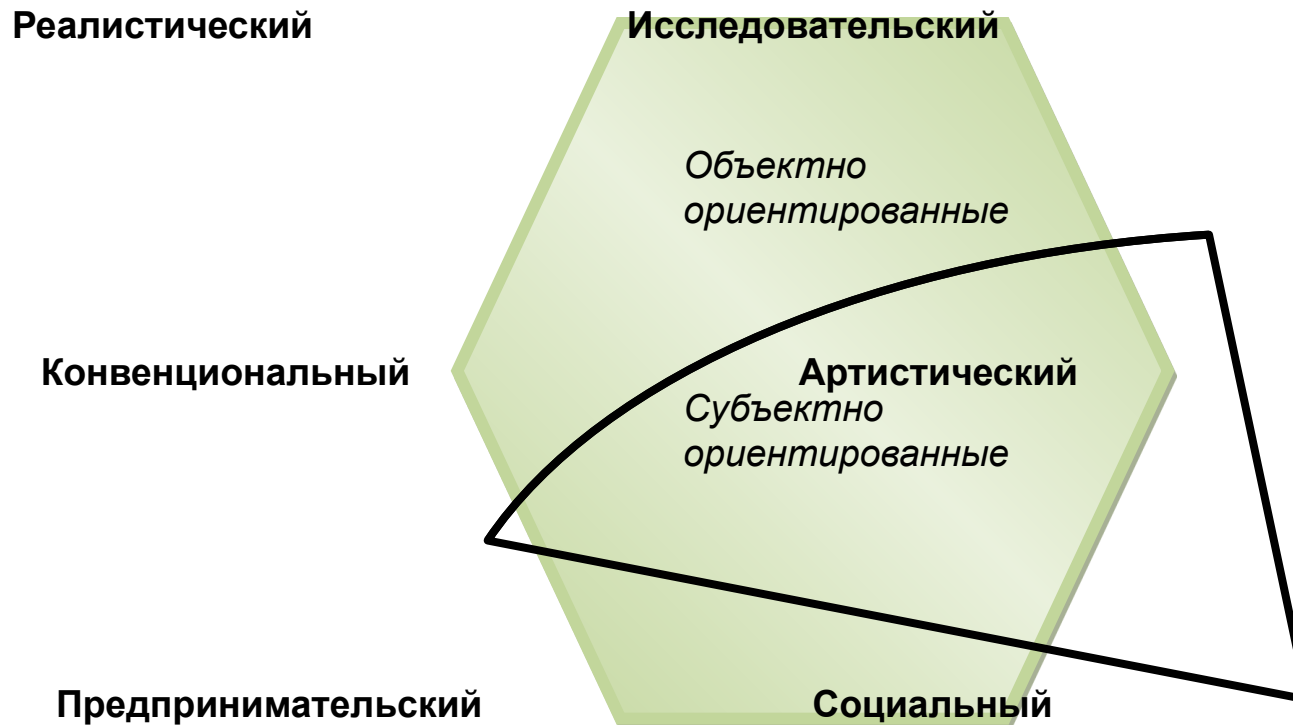 Реалистический
Исследовательский
Объектно
ориентированные
Конвенциональный
Артистический
Субъектно
ориентированные
Предпринимательский
Социальный